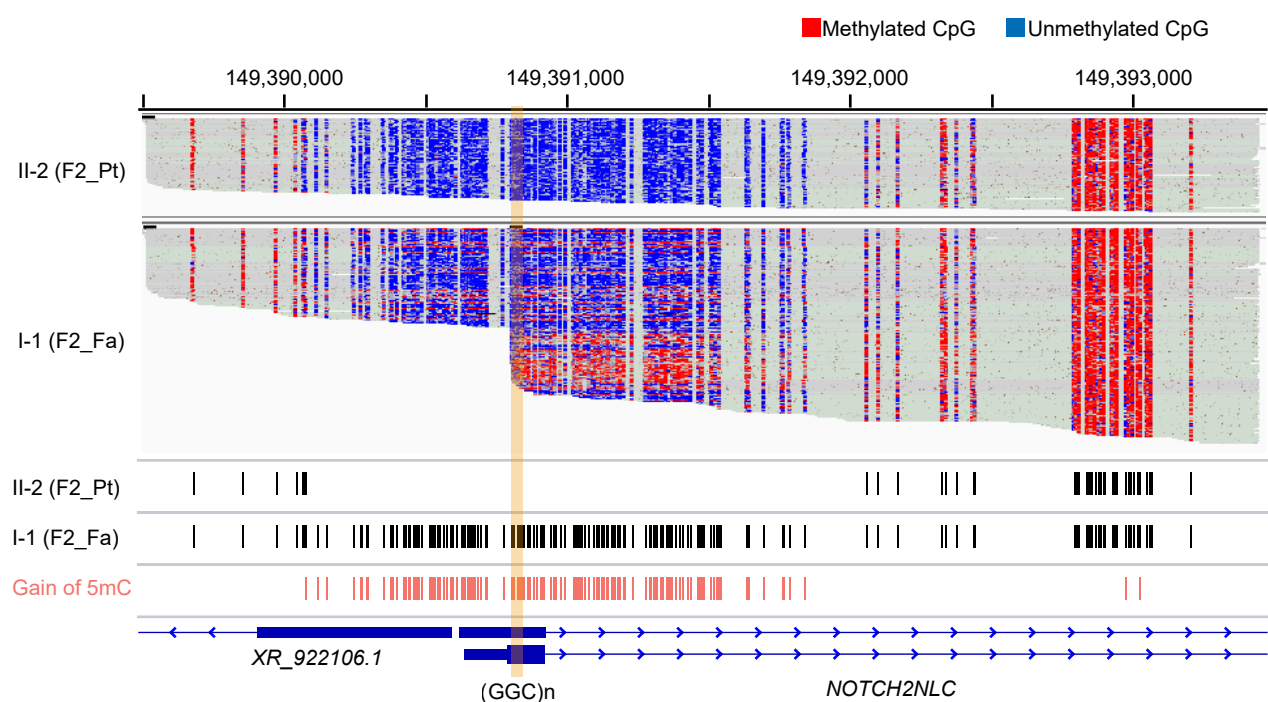 Methylated CpG Unmethylated CpG
149,390,000 149,391,000 149,392,000 149,393,000
II-2 (F2_Pt)
I-1 (F2_Fa)
II-2 (F2_Pt)
I-1 (F2_Fa)
Gain of 5mC
XR_922106.1 NOTCH2NLC
(GGC)n